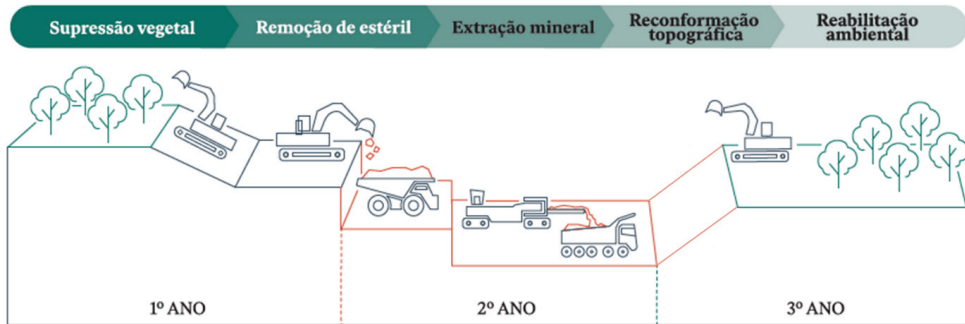 Supressão vegetal
Remoção de estéril
Extração mineral
Reconformação
topográfica
Reabilitação
ambiental
1º ANO
2º ANO
3º ANO